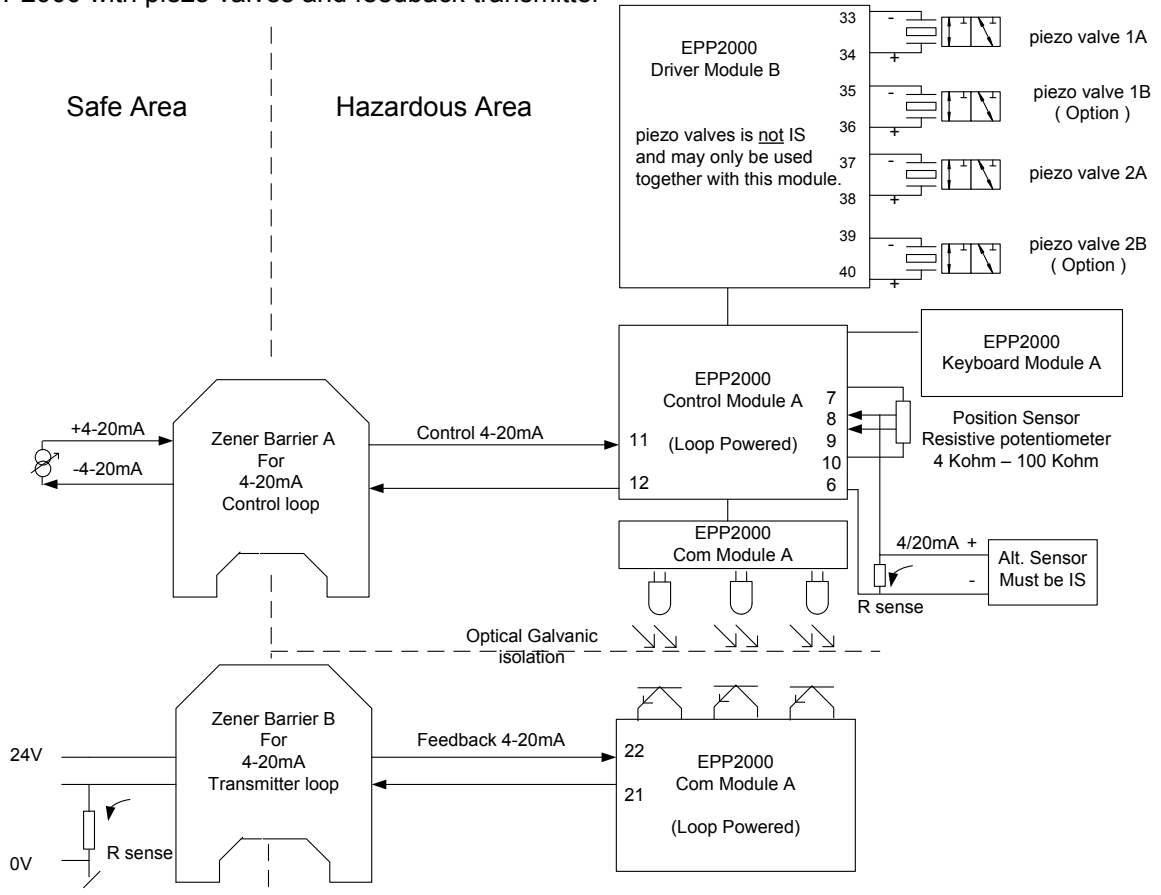 2000 with piezo valves and feedback transmitter
Safe Area
Hazardous Area
EPP2000
Driver Module B
piezo valves is not IS
and may only be used
together with this module.
33
-
34
+
piezo valve 1A
35
-
36
+
piezo valve 1B
( Option )
37
-
38
+
piezo valve 2A
39
-
40
+
piezo valve 2B
( Option )
EPP2000
Keyboard Module A
EPP2000
Control Module A
(Loop Powered)
7
8
9
10
6
11
12
Position Sensor
Resistive potentiometer
4 Kohm – 100 Kohm
+4-20mA
-4-20mA
Zener Barrier A
For
4-20mA
Control loop
Control 4-20mA
EPP2000
Com Module A
4/20mA +
-
Alt. Sensor
Must be IS
R sense
Optical Galvanic
isolation
Zener Barrier B
For
4-20mA
Transmitter loop
24V
0V
R sense
Feedback 4-20mA
22
21
EPP2000
Com Module A
(Loop Powered)